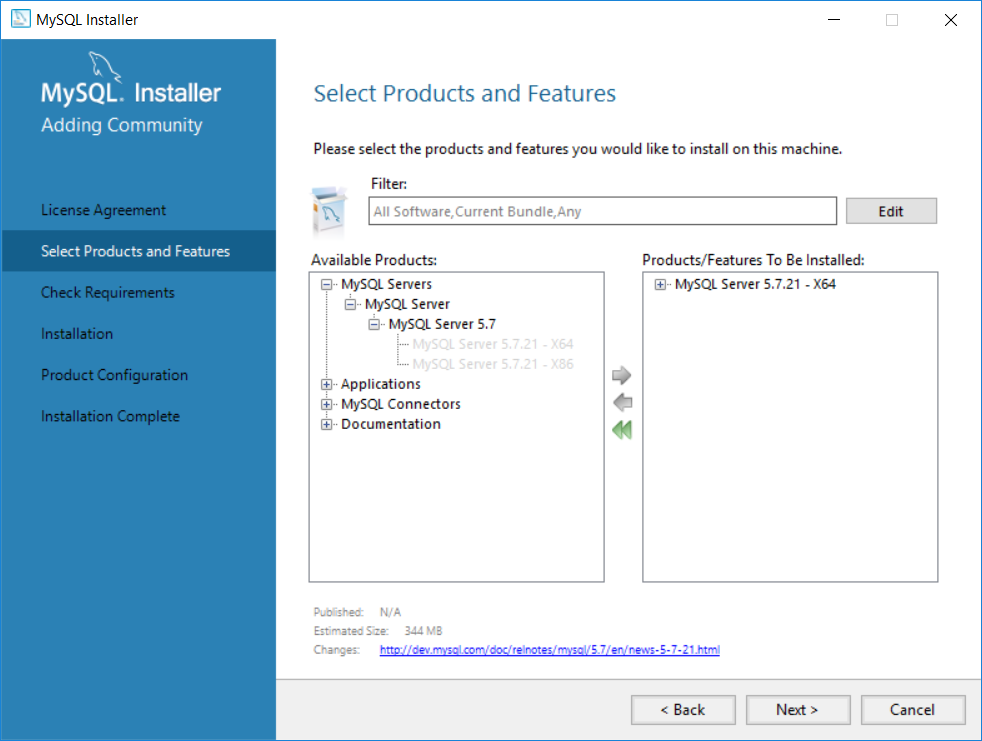 MySQL Installer
MySQL. Installer
Adding Community
License Agreement
Select Products and Features
Check Requirements
Installation
Product Configuration
Installation Complete
Select Products and Features
Please select the products and features you would like to install on this machine.
Filter:
All Software,Current Bundle,Any
Edit
Available Products:
MySQL Servers
MySQL Server
MySQL Server 5.7
MySQL Server 5.7.21 - X64
MySQL Server 5.7.21 - X86
Applications
MySQL Connectors
Documentation
Products/Features To Be Installed:
MySQL Server 5.7.21 - X64
Published: N/A
Estimated Size: 344 MB
Changes: http://dev.mysql.com/doc/relnotes/mysql/5.7/en/news-5-7-21.html
< Back
Next >
Cancel